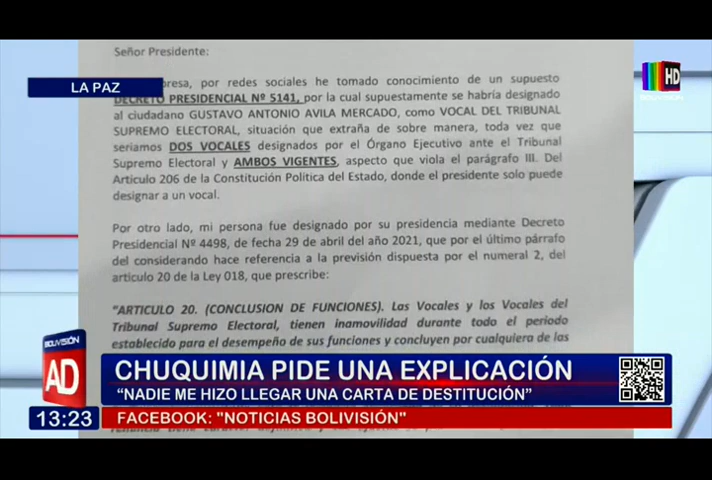 Señor Presidente:
LA PAZ
presa, por redes sociales he tomado conocimiento de un supuesto
DECRETO PRESIDENCIAL Nº 5141, por la cual supuestamente se habría designado
al ciudadano GUSTAVO ANTONIO AVILA MERCADO, como VOCAL DEL TRIBUNAL
SUPREMO ELECTORAL, situación que extraña de sobre manera, toda vez que
seriamos DOS VOCALES designados por el Órgano Ejecutivo ante el Tribunal
Supremo Electoral y AMBOS VIGENTES, aspecto que viola el parágrafo III. Del
Articulo 206 de la Constitución Política del Estado, donde el presidente solo puede
designar a un vocal.
Por otro lado, mi persona fue designado por su presidencia mediante Decreto
Presidencial Nº 4498, de fecha 29 de abril del año 2021, que por el último párrafo
del considerando hace referencia a la previsión dispuesta por el numeral 2, del
articulo 20 de la Ley 018, que prescribe:
"ARTICULO 20. (CONCLUSION DE FUNCIONES). Las Vocales y los Vocales del
Tribunal Supremo Electoral, tienen inamovilidad durante todo el periodo
establecido para el desempeño de sus funciones y concluyen por cualquiera de las
HD
BOLIVISIÓN
BOLIVISIÓN
AD
CHUQUIMIA PIDE UNA EXPLICACIÓN
“NADIE ME HIZO LLEGAR UNA CARTA DE DESTITUCIÓN”
13:23
FACEBOOK: "NOTICIAS BOLIVISIÓN"